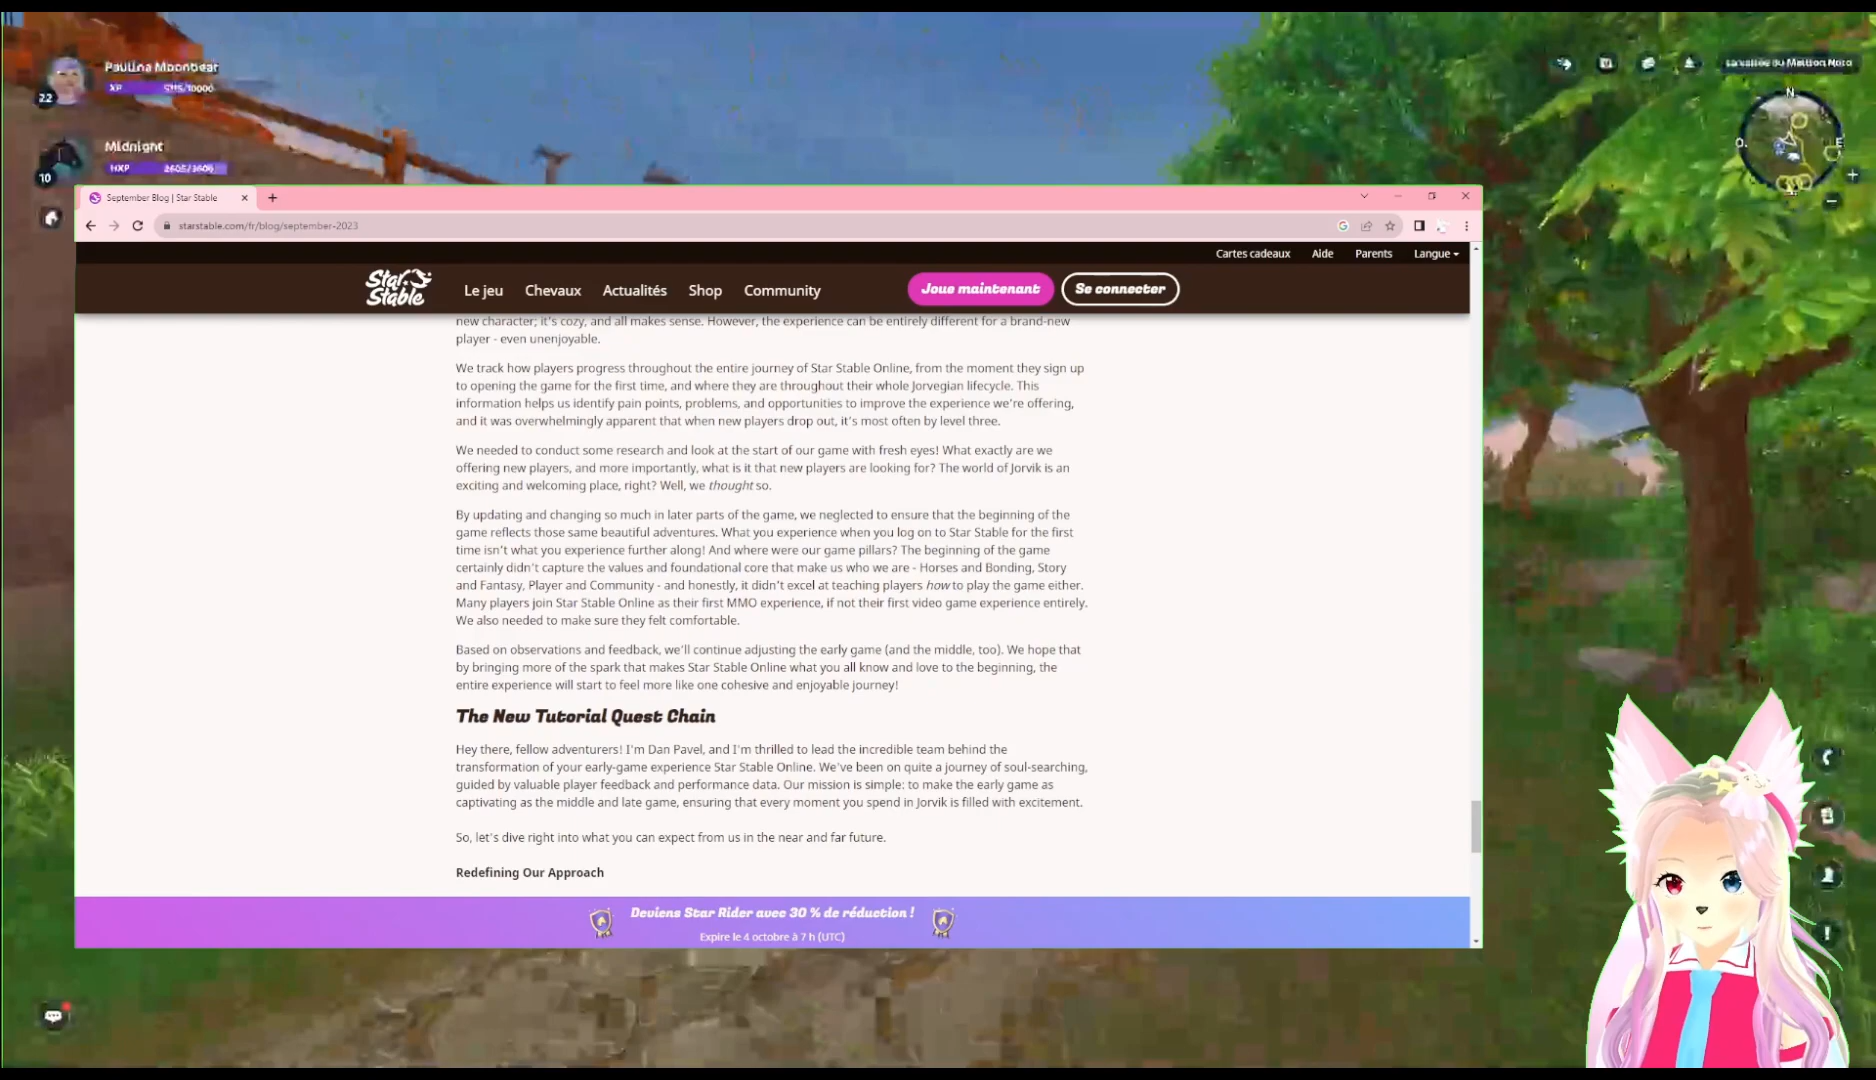 Paulina Moonbear
22
XP 5115/10000
Midnight
10
HXP 2605/3600
N
O.
E
September Blog | Star Stable
starstable.com/fr/blog/september-2023
Cartes cadeaux Aide Parents Langue
Star Stable
Le jeu Chevaux Actualités Shop Community Joue maintenant Se connecter
new character; it's cozy, and all makes sense. However, the experience can be entirely different for a brand-new
player - even unenjoyable.
We track how players progress throughout the entire journey of Star Stable Online, from the moment they sign up
to opening the game for the first time, and where they are throughout their whole Jorvegian lifecycle. This
information helps us identify pain points, problems, and opportunities to improve the experience we're offering,
and it was overwhelmingly apparent that when new players drop out, it's most often by level three.
We needed to conduct some research and look at the start of our game with fresh eyes! What exactly are we
offering new players, and more importantly, what is it that new players are looking for? The world of Jorvik is an
exciting and welcoming place, right? Well, we thought so.
By updating and changing so much in later parts of the game, we neglected to ensure that the beginning of the
game reflects those same beautiful adventures. What you experience when you log on to Star Stable for the first
time isn't what you experience further along! And where were our game pillars? The beginning of the game
certainly didn't capture the values and foundational core that make us who we are - Horses and Bonding, Story
and Fantasy, Player and Community - and honestly, it didn't excel at teaching players how to play the game either.
Many players join Star Stable Online as their first MMO experience, if not their first video game experience entirely.
We also needed to make sure they felt comfortable.
Based on observations and feedback, we'll continue adjusting the early game (and the middle, too). We hope that
by bringing more of the spark that makes Star Stable Online what you all know and love to the beginning, the
entire experience will start to feel more like one cohesive and enjoyable journey!
The New Tutorial Quest Chain
Hey there, fellow adventurers! I'm Dan Pavel, and I'm thrilled to lead the incredible team behind the
transformation of your early-game experience Star Stable Online. We've been on quite a journey of soul-searching,
guided by valuable player feedback and performance data. Our mission is simple: to make the early game as
captivating as the middle and late game, ensuring that every moment you spend in Jorvik is filled with excitement.
So, let's dive right into what you can expect from us in the near and far future.
Redefining Our Approach
Deviens Star Rider avec 30 % de réduction !
Expire le 4 octobre à 7 h (UTC)